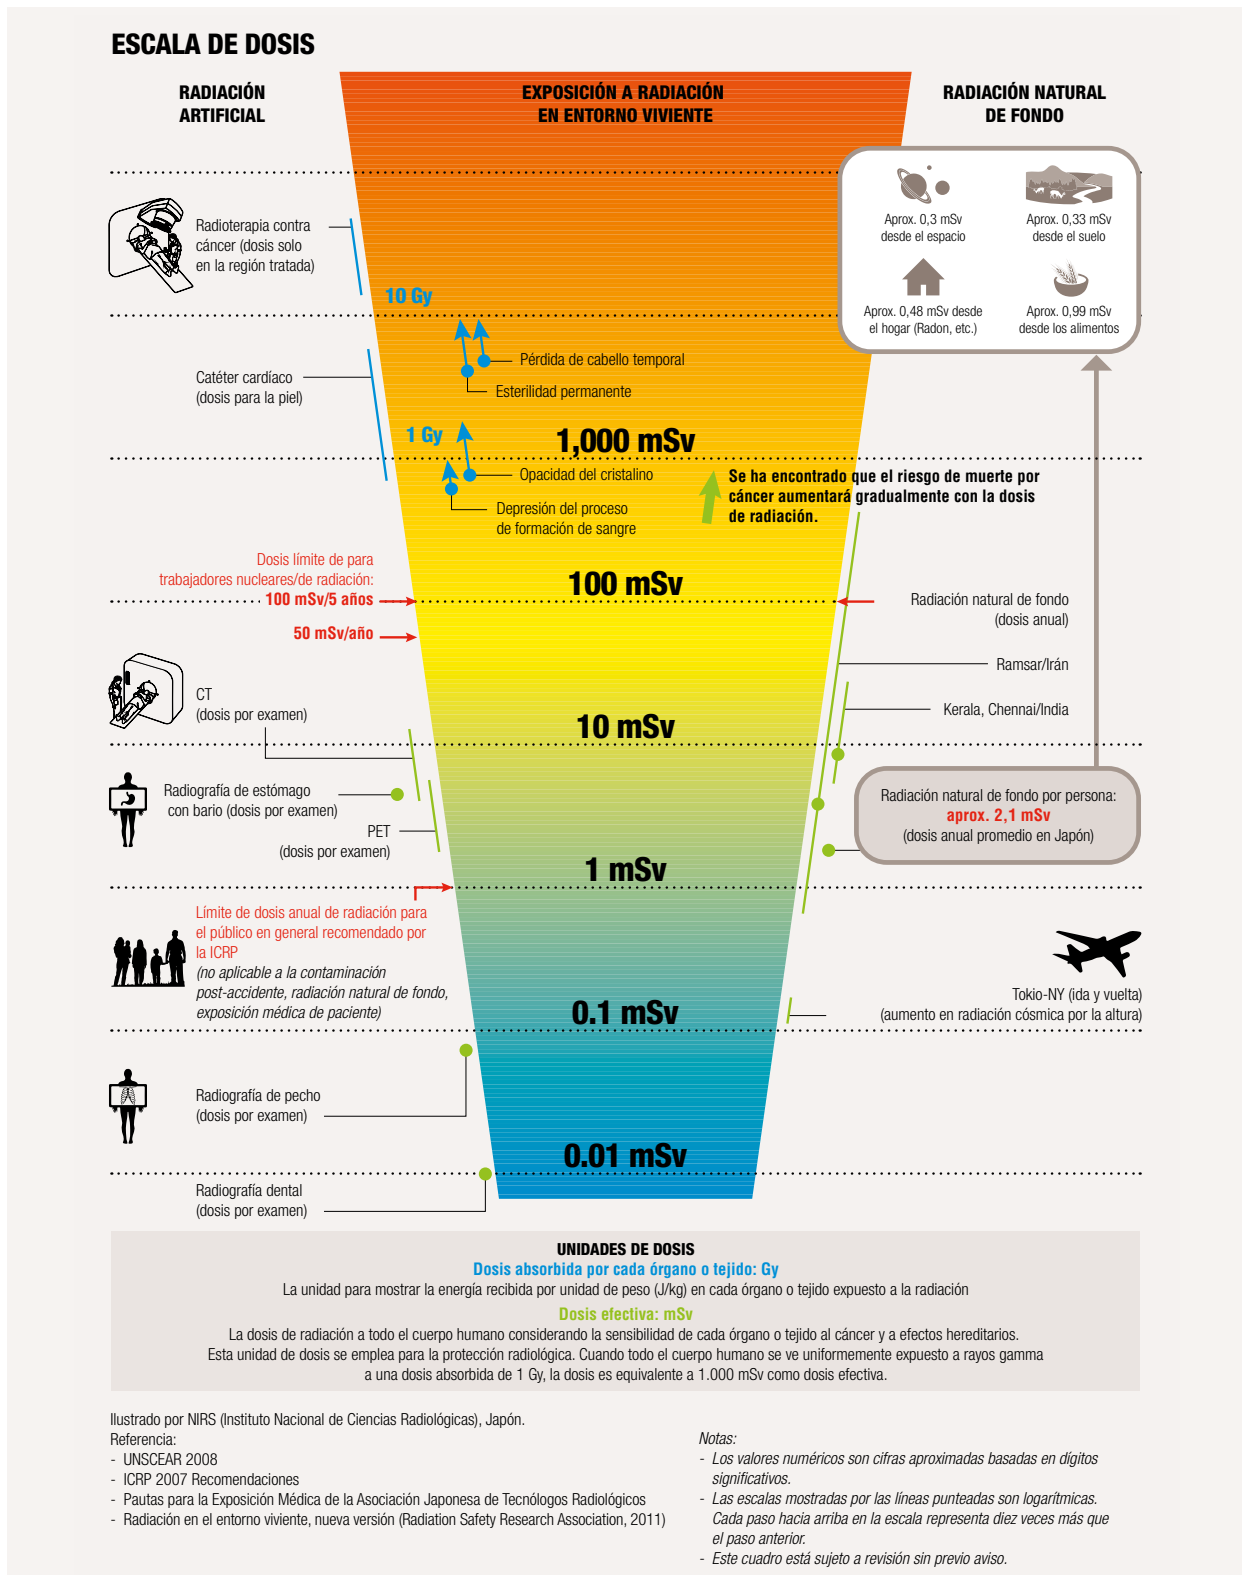 ESCALA DE DOSIS
RADIACIÓN
ARTIFICIAL
EXPOSICIÓN A RADIACIÓN
EN ENTORNO VIVIENTE
RADIACIÓN NATURAL
DE FONDO
Aprox. 0,3 mSv
desde el espacio
Aprox. 0,33 mSv
desde el suelo
Aprox. 0,48 mSv desde
el hogar (Radon, etc.)
Aprox. 0,99 mSv
desde los alimentos
Radioterapia contra
cáncer (dosis solo
en la región tratada)
10 Gy
Pérdida de cabello temporal
Esterilidad permanente
Catéter cardíaco
(dosis para la piel)
1 Gy
1,000 mSv
Opacidad del cristalino
Depresión del proceso
de formación de sangre
Se ha encontrado que el riesgo de muerte por
cáncer aumentará gradualmente con la dosis
de radiación.
Dosis límite de para
trabajadores nucleares/de radiación:
100 mSv/5 años
50 mSv/año
100 mSv
Radiación natural de fondo
(dosis anual)
Ramsar/Irán
Kerala, Chennai/India
CT
(dosis por examen)
10 mSv
Radiografía de estómago
con bario (dosis por examen)
PET
(dosis por examen)
Radiación natural de fondo por persona:
aprox. 2,1 mSv
(dosis anual promedio en Japón)
1 mSv
Límite de dosis anual de radiación para
el público en general recomendado por
la ICRP
(no aplicable a la contaminación
post-accidente, radiación natural de fondo,
exposición médica de paciente)
0.1 mSv
Tokio-NY (ida y vuelta)
(aumento en radiación cósmica por la altura)
Radiografía de pecho
(dosis por examen)
0.01 mSv
Radiografía dental
(dosis por examen)
UNIDADES DE DOSIS
Dosis absorbida por cada órgano o tejido: Gy
La unidad para mostrar la energía recibida por unidad de peso (J/kg) en cada órgano o tejido expuesto a la radiación
Dosis efectiva: mSv
La dosis de radiación a todo el cuerpo humano considerando la sensibilidad de cada órgano o tejido al cáncer y a efectos hereditarios.
Esta unidad de dosis se emplea para la protección radiológica. Cuando todo el cuerpo humano se ve uniformemente expuesto a rayos gamma
a una dosis absorbida de 1 Gy, la dosis es equivalente a 1.000 mSv como dosis efectiva.
Ilustrado por NIRS (Instituto Nacional de Ciencias Radiológicas), Japón.
Referencia:
- UNSCEAR 2008
- ICRP 2007 Recomendaciones
- Pautas para la Exposición Médica de la Asociación Japonesa de Tecnólogos Radiológicos
- Radiación en el entorno viviente, nueva versión (Radiation Safety Research Association, 2011)
Notas:
- Los valores numéricos son cifras aproximadas basadas en dígitos
significativos.
- Las escalas mostradas por las líneas punteadas son logarítmicas.
Cada paso hacia arriba en la escala representa diez veces más que
el paso anterior.
- Este cuadro está sujeto a revisión sin previo aviso.